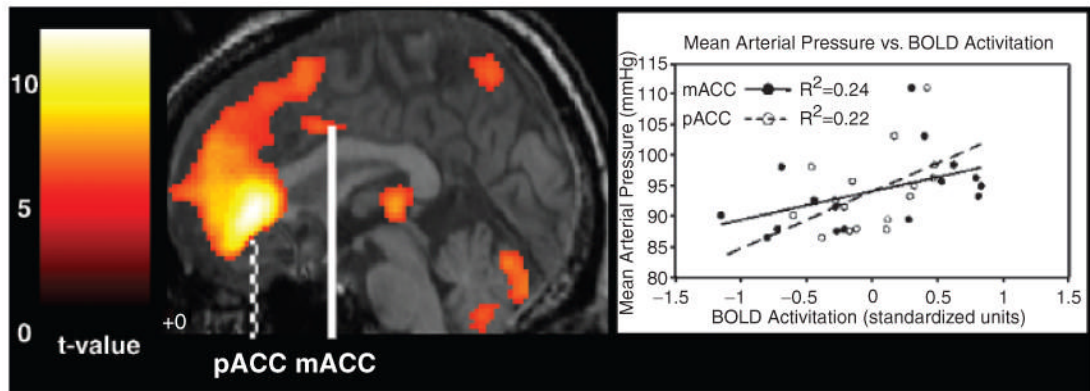 10
5
0
t-value
+0
pACC mACC
Mean Arterial Pressure vs. BOLD Activitation
Mean Arterial Pressure (mmHg)
115
110
105
100
95
90
85
80
mACC R²=0.24
pACC R²=0.22
−1.5 −1 −0.5 0 0.5 1 1.5
BOLD Activitation (standardized units)